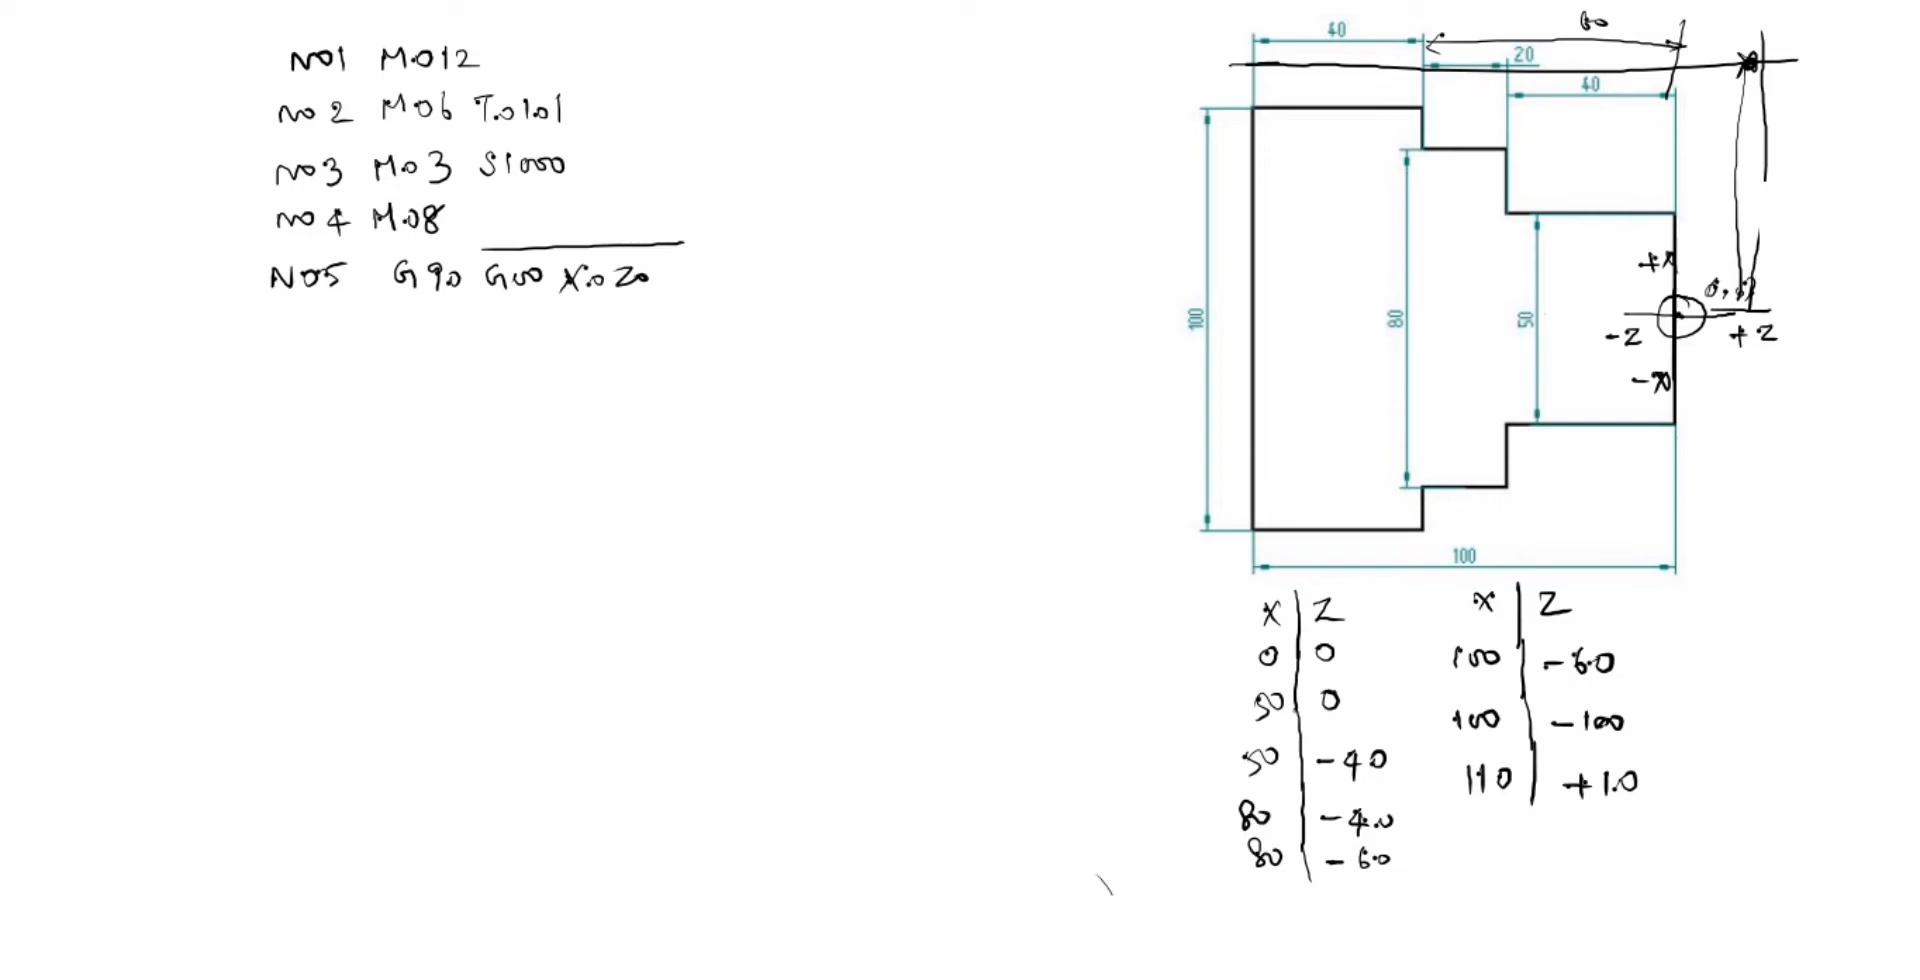 N01 M012
N02 M06 T0101
N03 M03 S1000
N04 M08
N05 G90 G00 X0 Z0
40
60
20
40
100
80
50
+X
-Z
+Z
-X
100
X Z
0 0
50 0
50 -40
80 -40
80 -60
X Z
100 -60
100 -100
110 +10